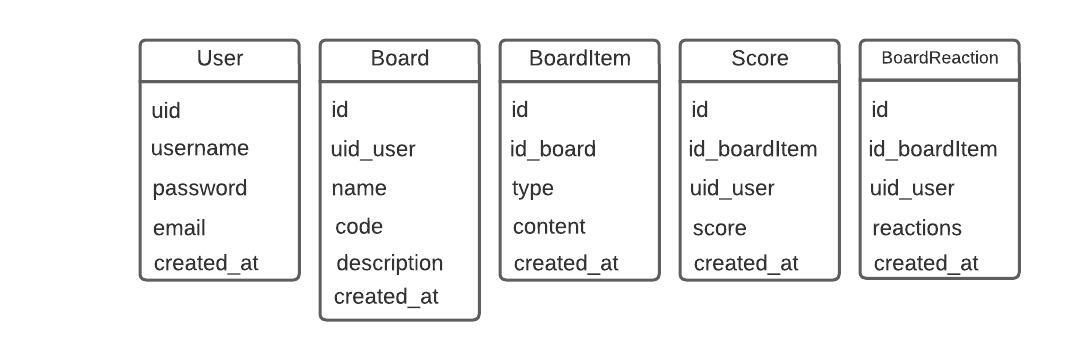 User
uid
username
password
email
created_at
Board
id
uid_user
name
code
description
created_at
BoardItem
id
id_board
type
content
created_at
Score
id
id_boardItem
uid_user
score
created_at
BoardReaction
id
id_boardItem
uid_user
reactions
created_at